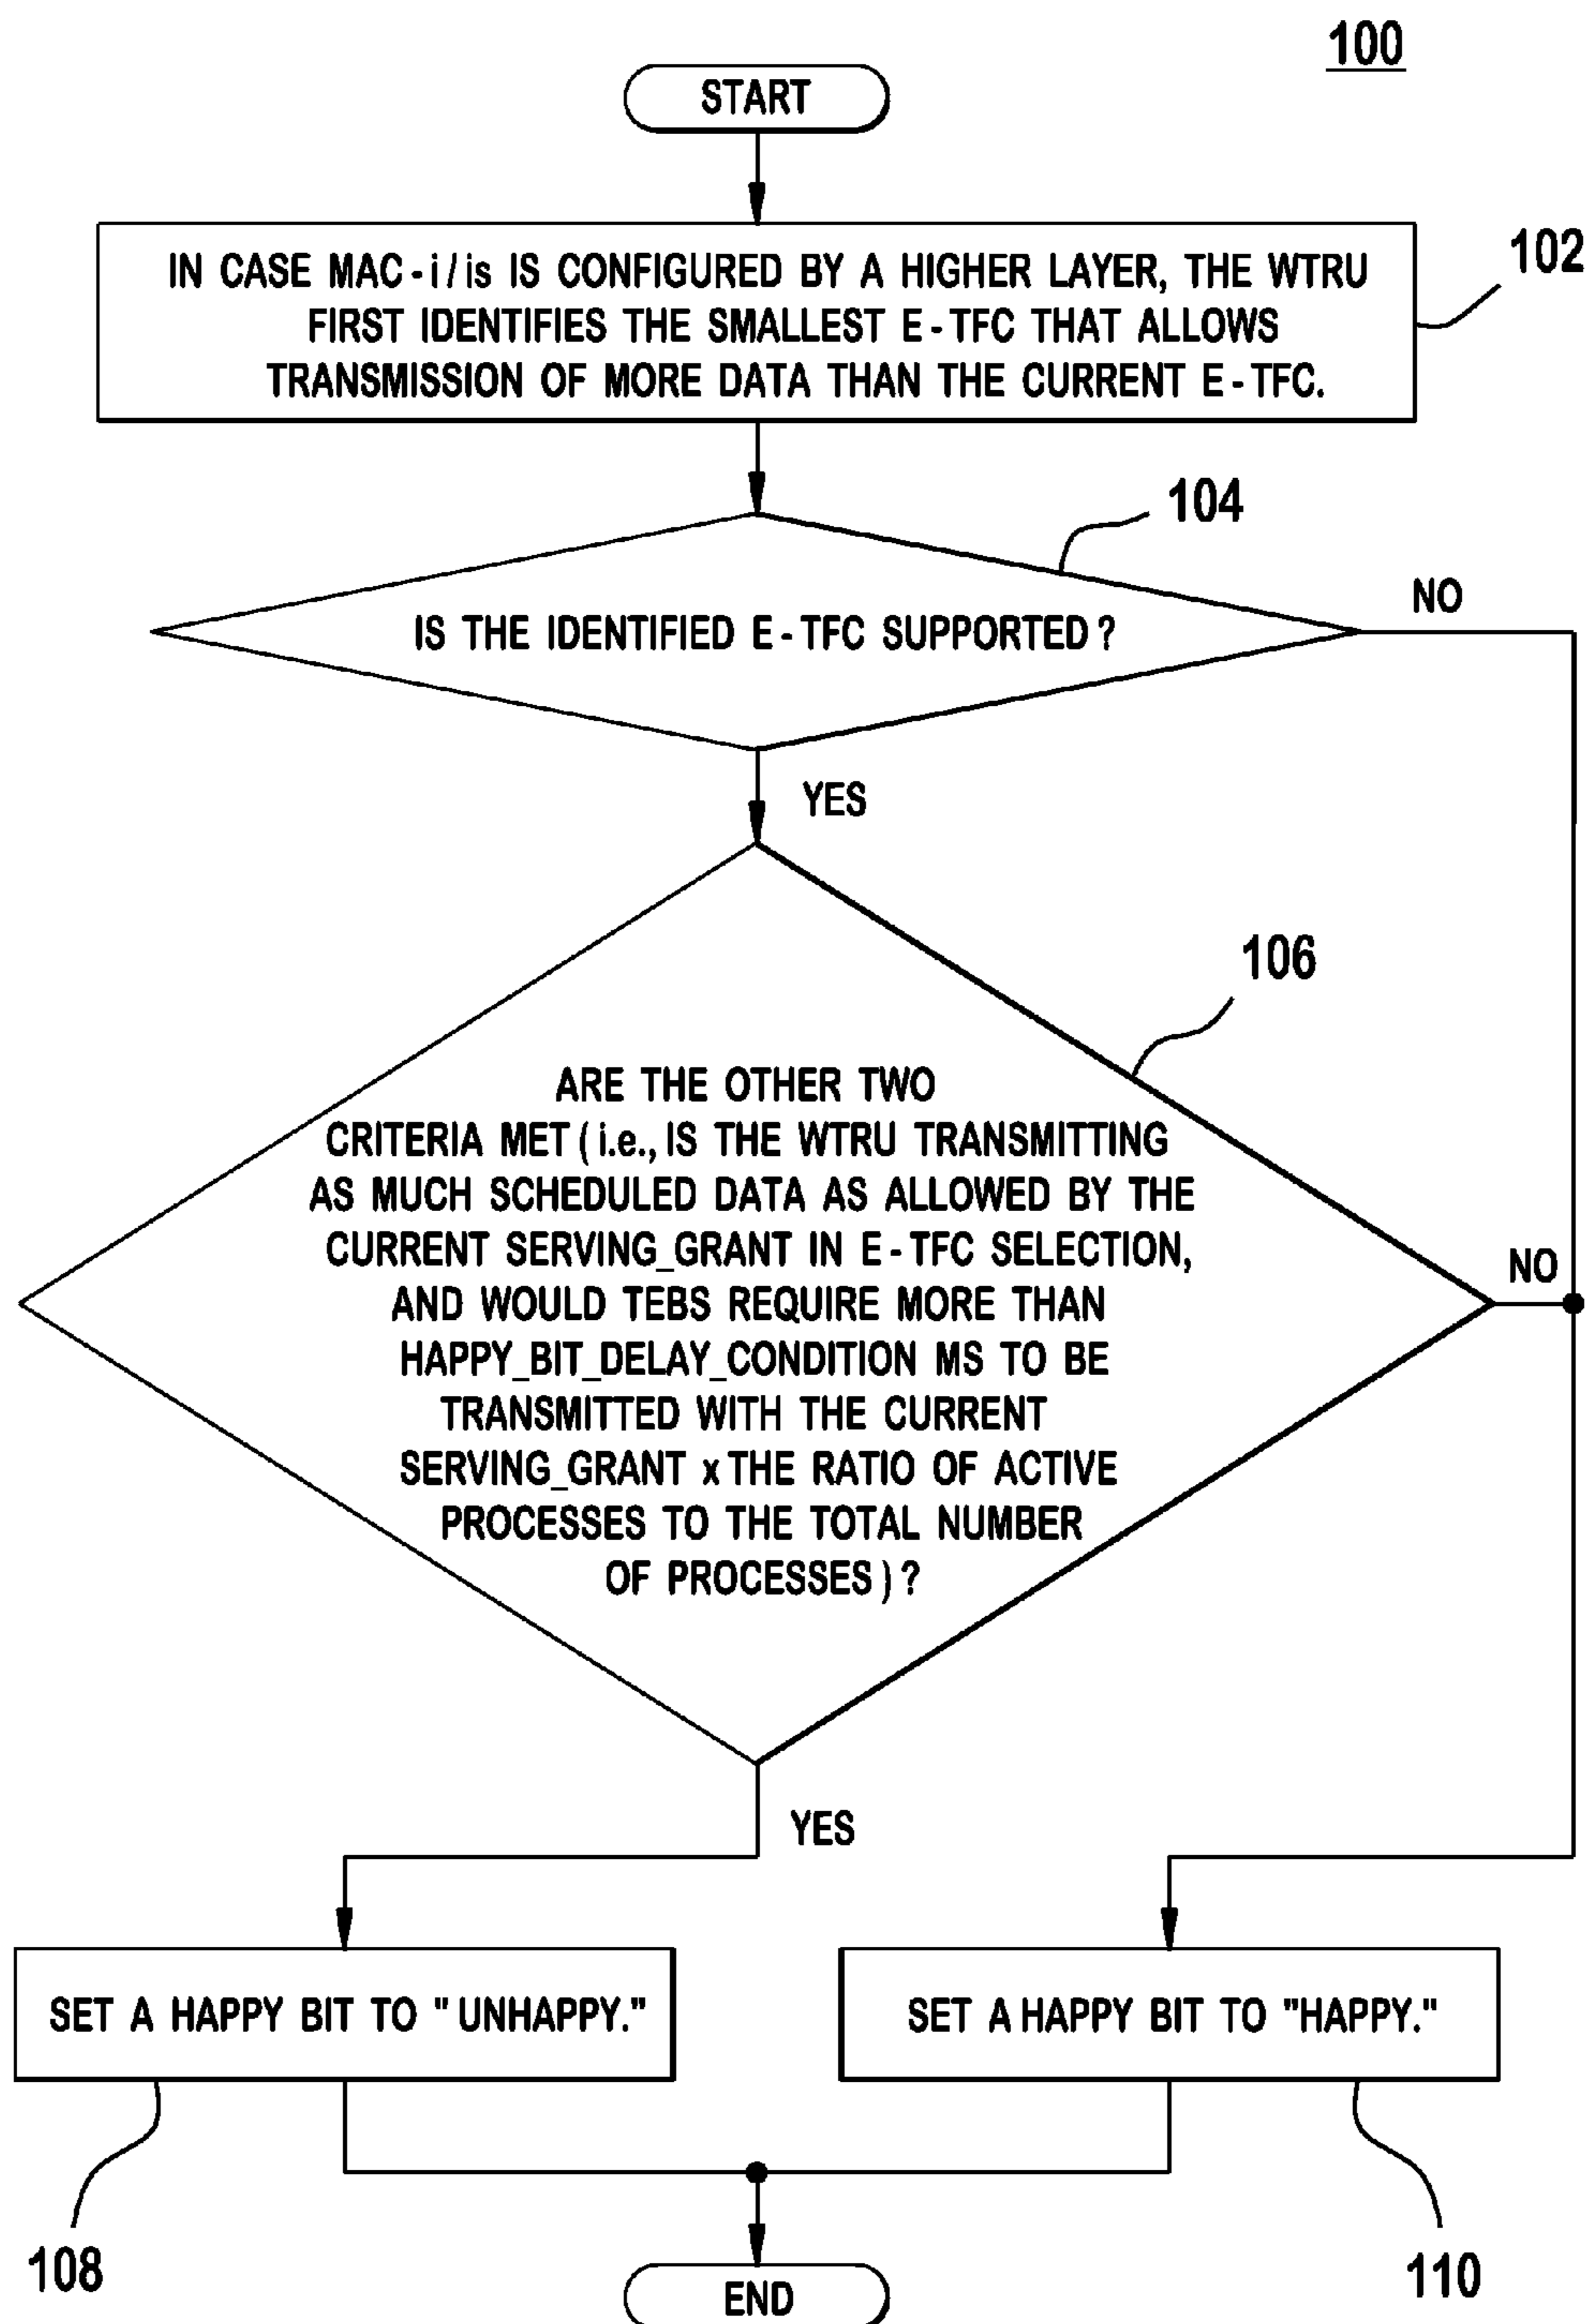 100
START
IN CASE MAC-i/is IS CONFIGURED BY A HIGHER LAYER, THE WTRU
FIRST IDENTIFIES THE SMALLEST E-TFC THAT ALLOWS
TRANSMISSION OF MORE DATA THAN THE CURRENT E-TFC.
102
104
IS THE IDENTIFIED E-TFC SUPPORTED?
NO
YES
106
ARE THE OTHER TWO
CRITERIA MET (i.e., IS THE WTRU TRANSMITTING
AS MUCH SCHEDULED DATA AS ALLOWED BY THE
CURRENT SERVING_GRANT IN E-TFC SELECTION,
AND WOULD TEBS REQUIRE MORE THAN
HAPPY_BIT_DELAY_CONDITION MS TO BE
TRANSMITTED WITH THE CURRENT
SERVING_GRANT x THE RATIO OF ACTIVE
PROCESSES TO THE TOTAL NUMBER
OF PROCESSES)?
NO
YES
SET A HAPPY BIT TO "UNHAPPY."
SET A HAPPY BIT TO "HAPPY."
108
110
END